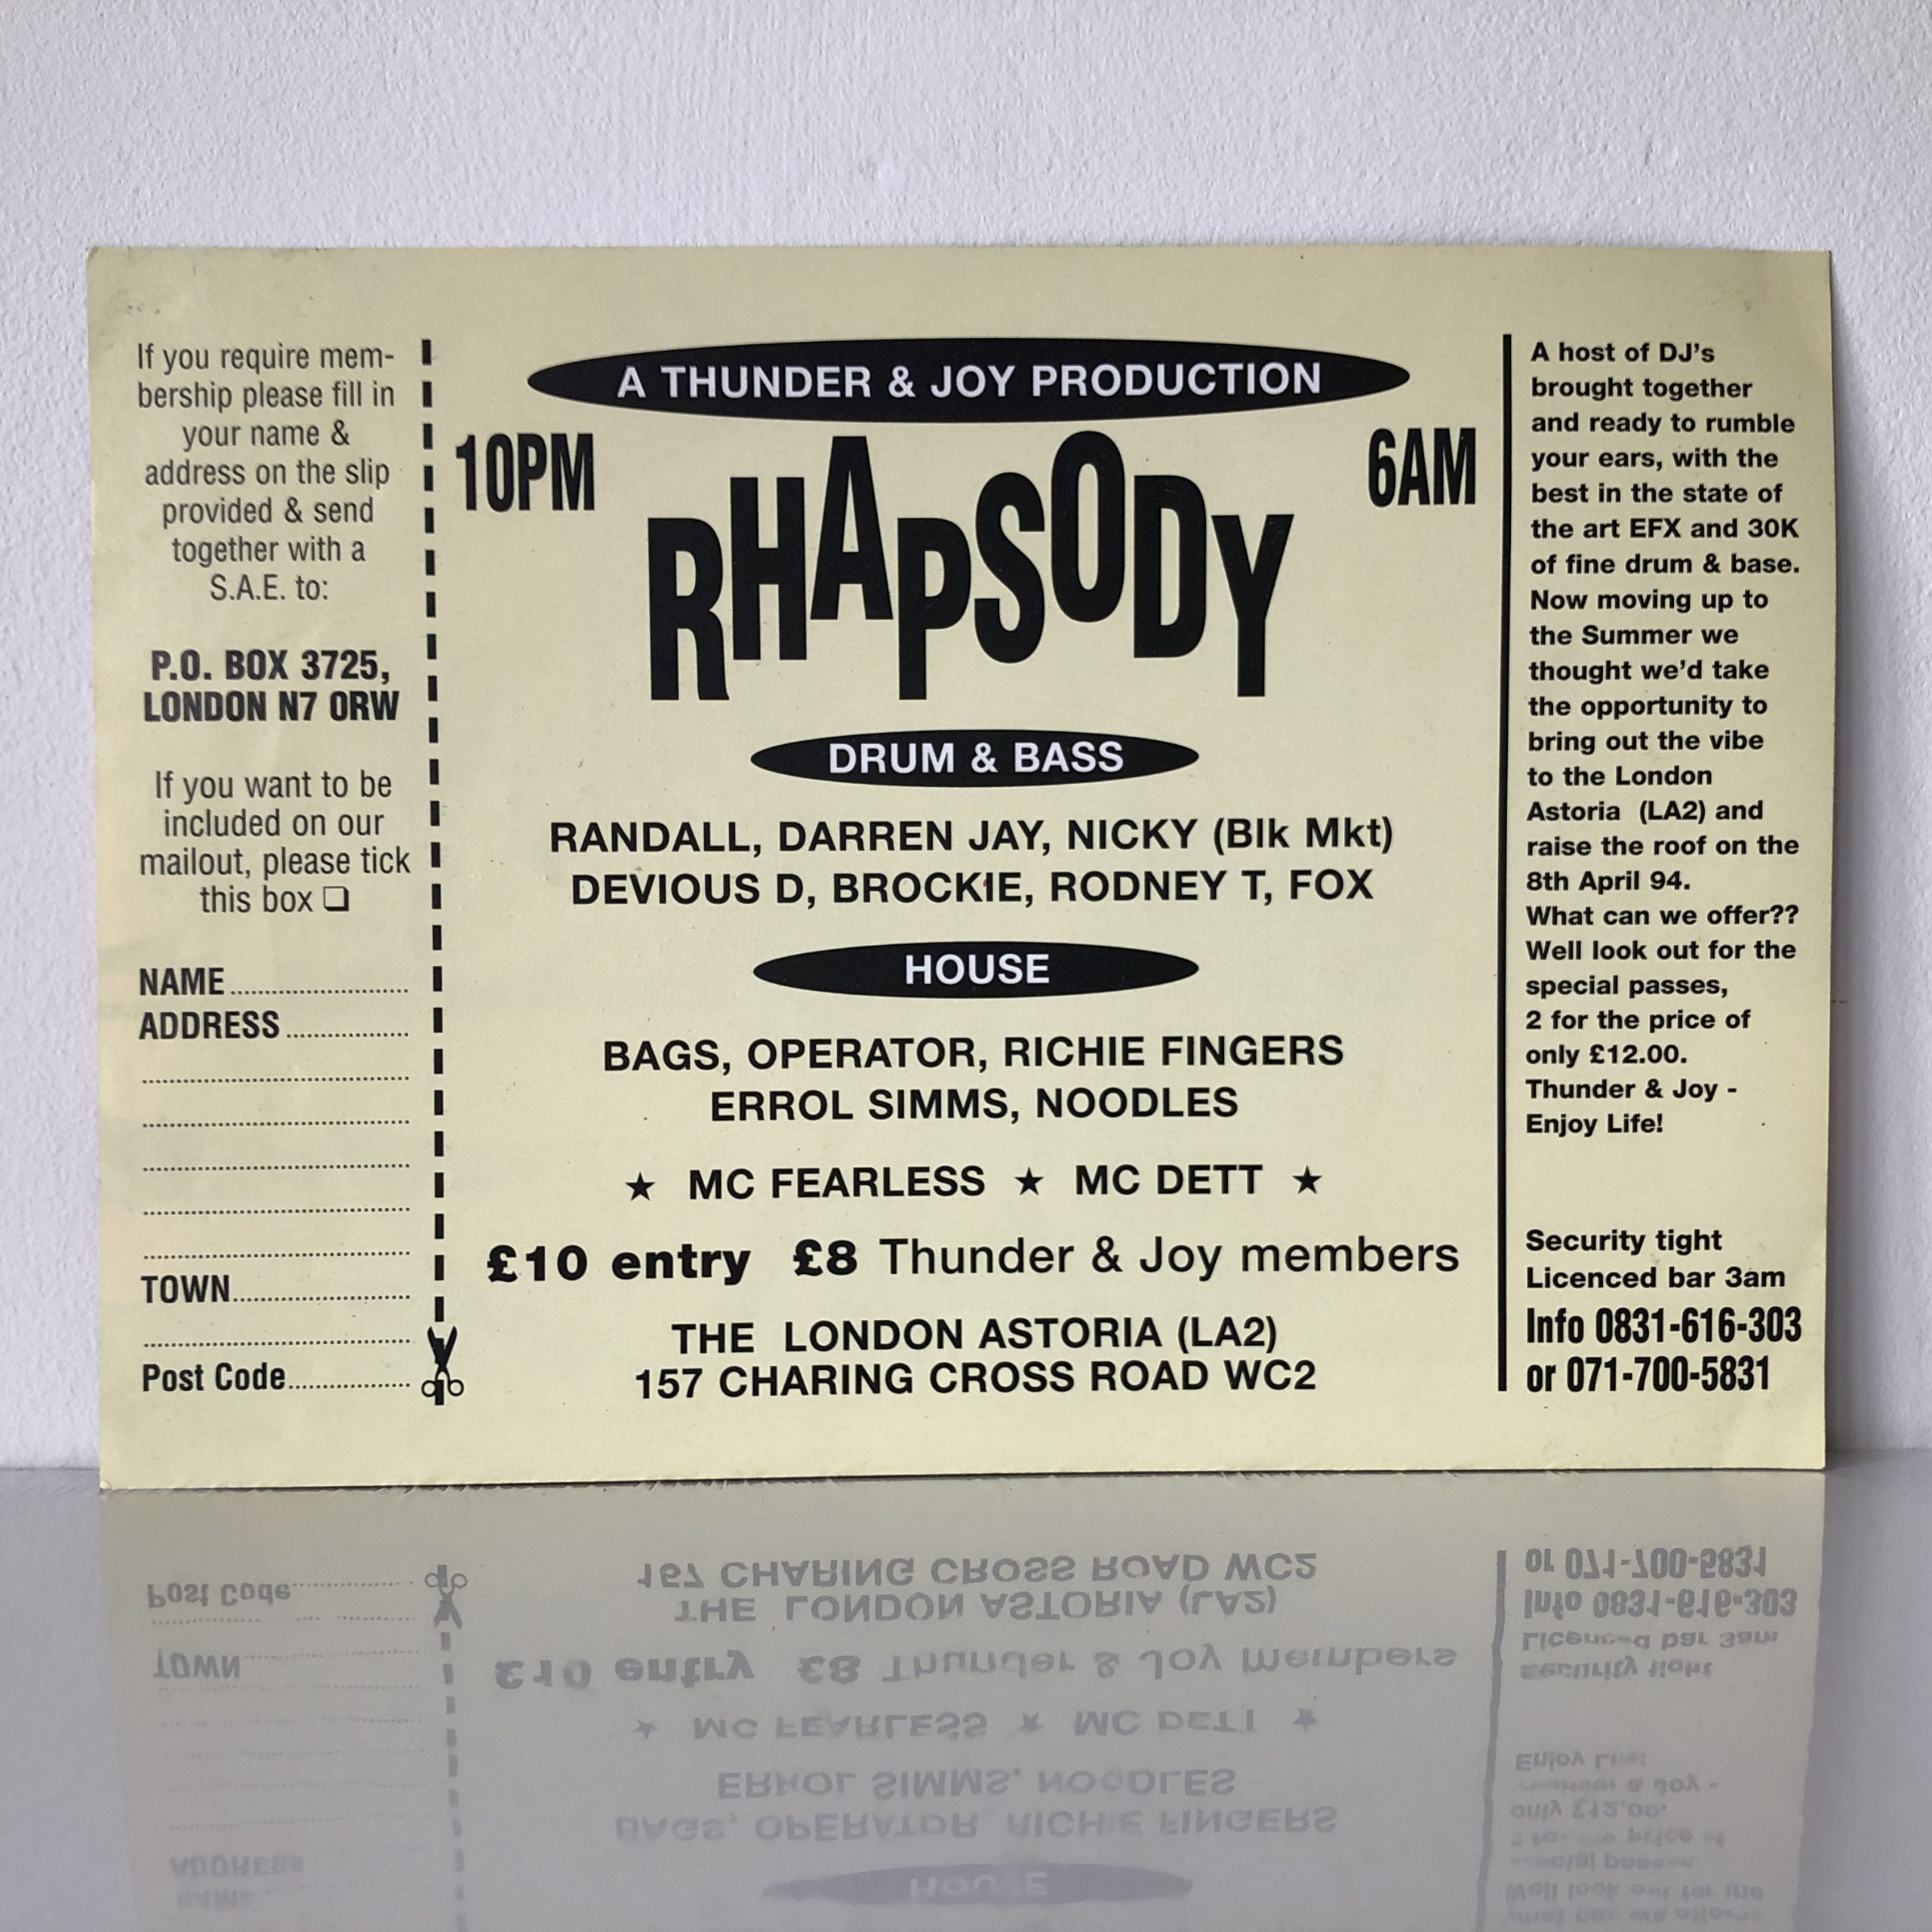 If you require mem-
bership please fill in
your name &
address on the slip
provided & send
together with a
S.A.E. to:
P.O. BOX 3725,
LONDON N7 0RW
If you want to be
included on our
mailout, please tick
this box ❏
NAME
ADDRESS
TOWN
Post Code
A THUNDER & JOY PRODUCTION
10PM
6AM
RHAPSODY
DRUM & BASS
RANDALL, DARREN JAY, NICKY (Blk Mkt)
DEVIOUS D, BROCKIE, RODNEY T, FOX
HOUSE
BAGS, OPERATOR, RICHIE FINGERS
ERROL SIMMS, NOODLES
★ MC FEARLESS ★ MC DETT ★
£10 entry £8 Thunder & Joy members
THE LONDON ASTORIA (LA2)
157 CHARING CROSS ROAD WC2
A host of DJ's
brought together
and ready to rumble
your ears, with the
best in the state of
the art EFX and 30K
of fine drum & base.
Now moving up to
the Summer we
thought we'd take
the opportunity to
bring out the vibe
to the London
Astoria (LA2) and
raise the roof on the
8th April 94.
What can we offer??
Well look out for the
special passes,
2 for the price of
only £12.00.
Thunder & Joy -
Enjoy Life!
Security tight
Licenced bar 3am
Info 0831-616-303
or 071-700-5831